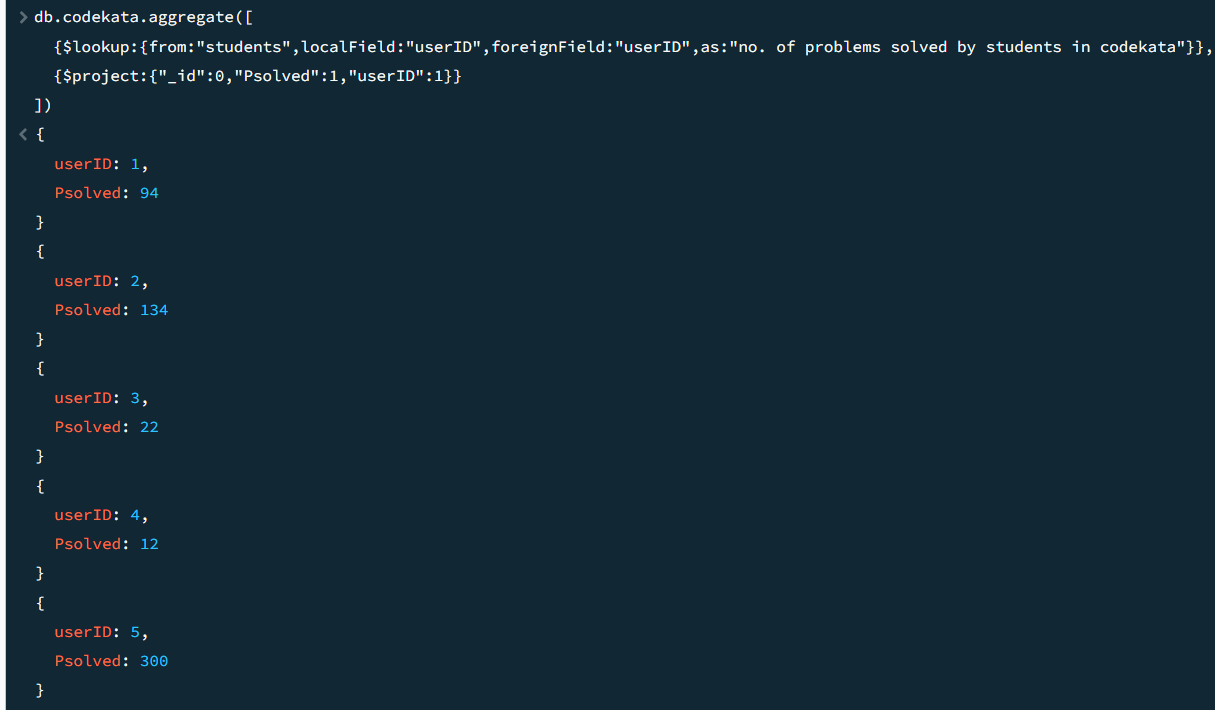 > db.codekata.aggregate([
{$lookup:{from:"students",localField:"userID",foreignField:"userID",as:"no. of problems solved by students in codekata"}},
{$project:{"_id":0,"Psolved":1,"userID":1}}
])
< {
userID: 1,
Psolved: 94
}
{
userID: 2,
Psolved: 134
}
{
userID: 3,
Psolved: 22
}
{
userID: 4,
Psolved: 12
}
{
userID: 5,
Psolved: 300
}